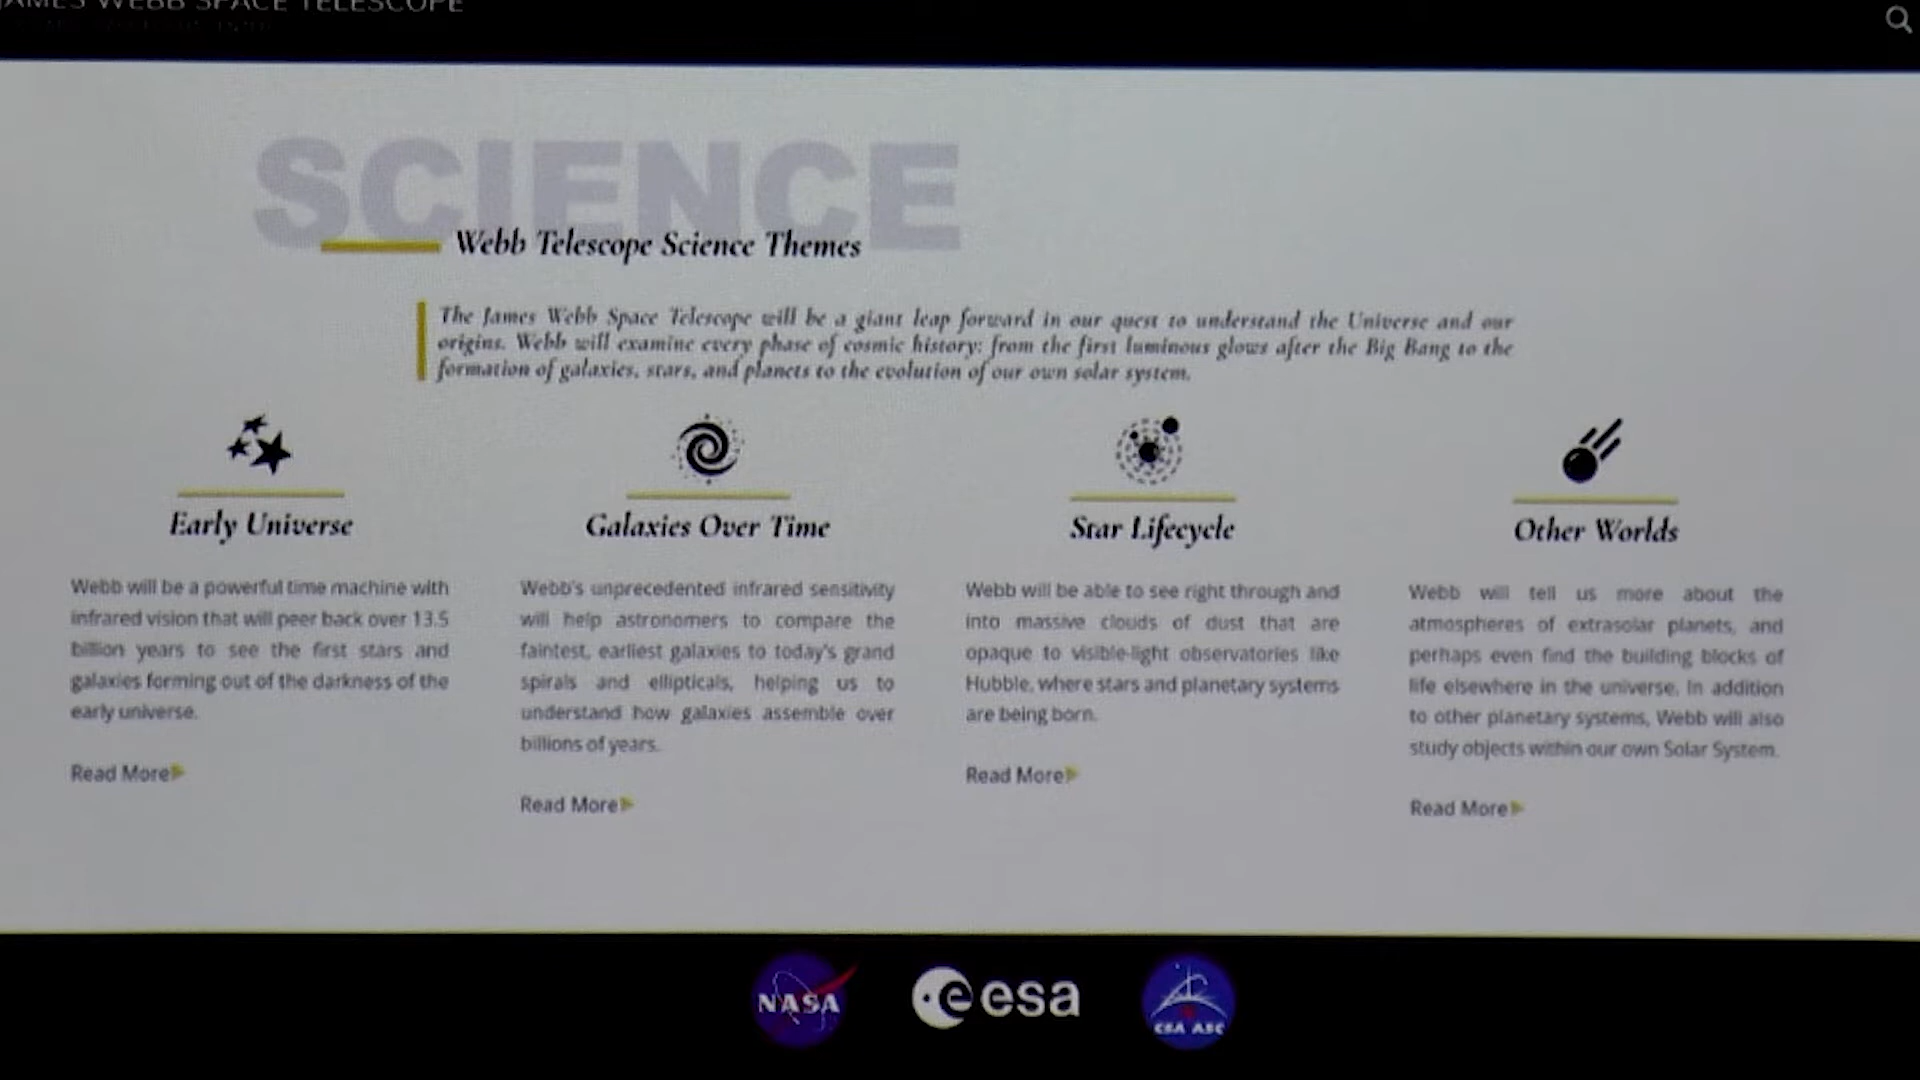 JAMES WEBB SPACE TELESCOPE
SCIENCE
Webb Telescope Science Themes
The James Webb Space Telescope will be a giant leap forward in our quest to understand the Universe and our
origins. Webb will examine every phase of cosmic history: from the first luminous glows after the Big Bang to the
formation of galaxies, stars, and planets to the evolution of our own solar system.
Early Universe
Webb will be a powerful time machine with
infrared vision that will peer back over 13.5
billion years to see the first stars and
galaxies forming out of the darkness of the
early universe.
Read More
Galaxies Over Time
Webb's unprecedented infrared sensitivity
will help astronomers to compare the
faintest, earliest galaxies to today's grand
spirals and ellipticals, helping us to
understand how galaxies assemble over
billions of years.
Read More
Star Lifecycle
Webb will be able to see right through and
into massive clouds of dust that are
opaque to visible-light observatories like
Hubble, where stars and planetary systems
are being born.
Read More
Other Worlds
Webb will tell us more about the
atmospheres of extrasolar planets, and
perhaps even find the building blocks of
life elsewhere in the universe. In addition
to other planetary systems, Webb will also
study objects within our own Solar System.
Read More
NASA
esa
CSA ASC